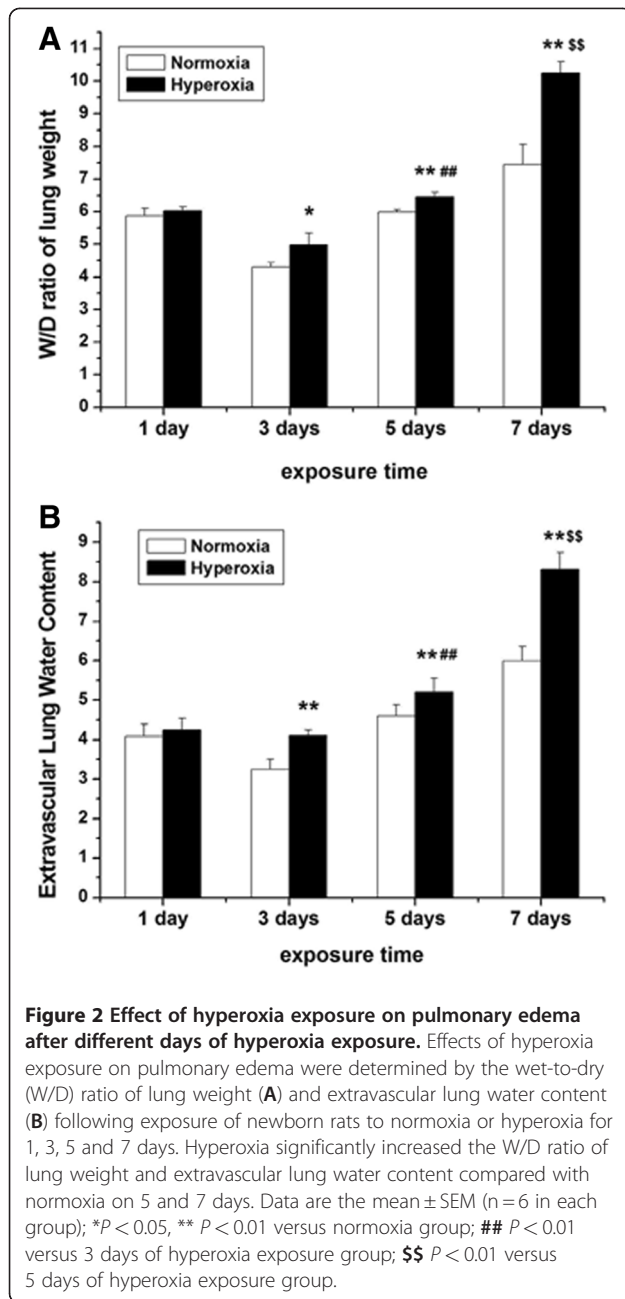 A
Normoxia
Hyperoxia
** $$
** ##
*
W/D ratio of lung weight
11
10
9
8
7
6
5
4
3
2
1
0
1 day 3 days 5 days 7 days
exposure time
B
Normoxia
Hyperoxia
**$$
**##
**
Extravascular Lung Water Content
9
8
7
6
5
4
3
2
1
0
1 day 3 days 5 days 7 days
exposure time
Figure 2 Effect of hyperoxia exposure on pulmonary edema
after different days of hyperoxia exposure. Effects of hyperoxia
exposure on pulmonary edema were determined by the wet-to-dry
(W/D) ratio of lung weight (A) and extravascular lung water content
(B) following exposure of newborn rats to normoxia or hyperoxia for
1, 3, 5 and 7 days. Hyperoxia significantly increased the W/D ratio of
lung weight and extravascular lung water content compared with
normoxia on 5 and 7 days. Data are the mean ± SEM (n = 6 in each
group); *P < 0.05, ** P < 0.01 versus normoxia group; ## P < 0.01
versus 3 days of hyperoxia exposure group; $$ P < 0.01 versus
5 days of hyperoxia exposure group.